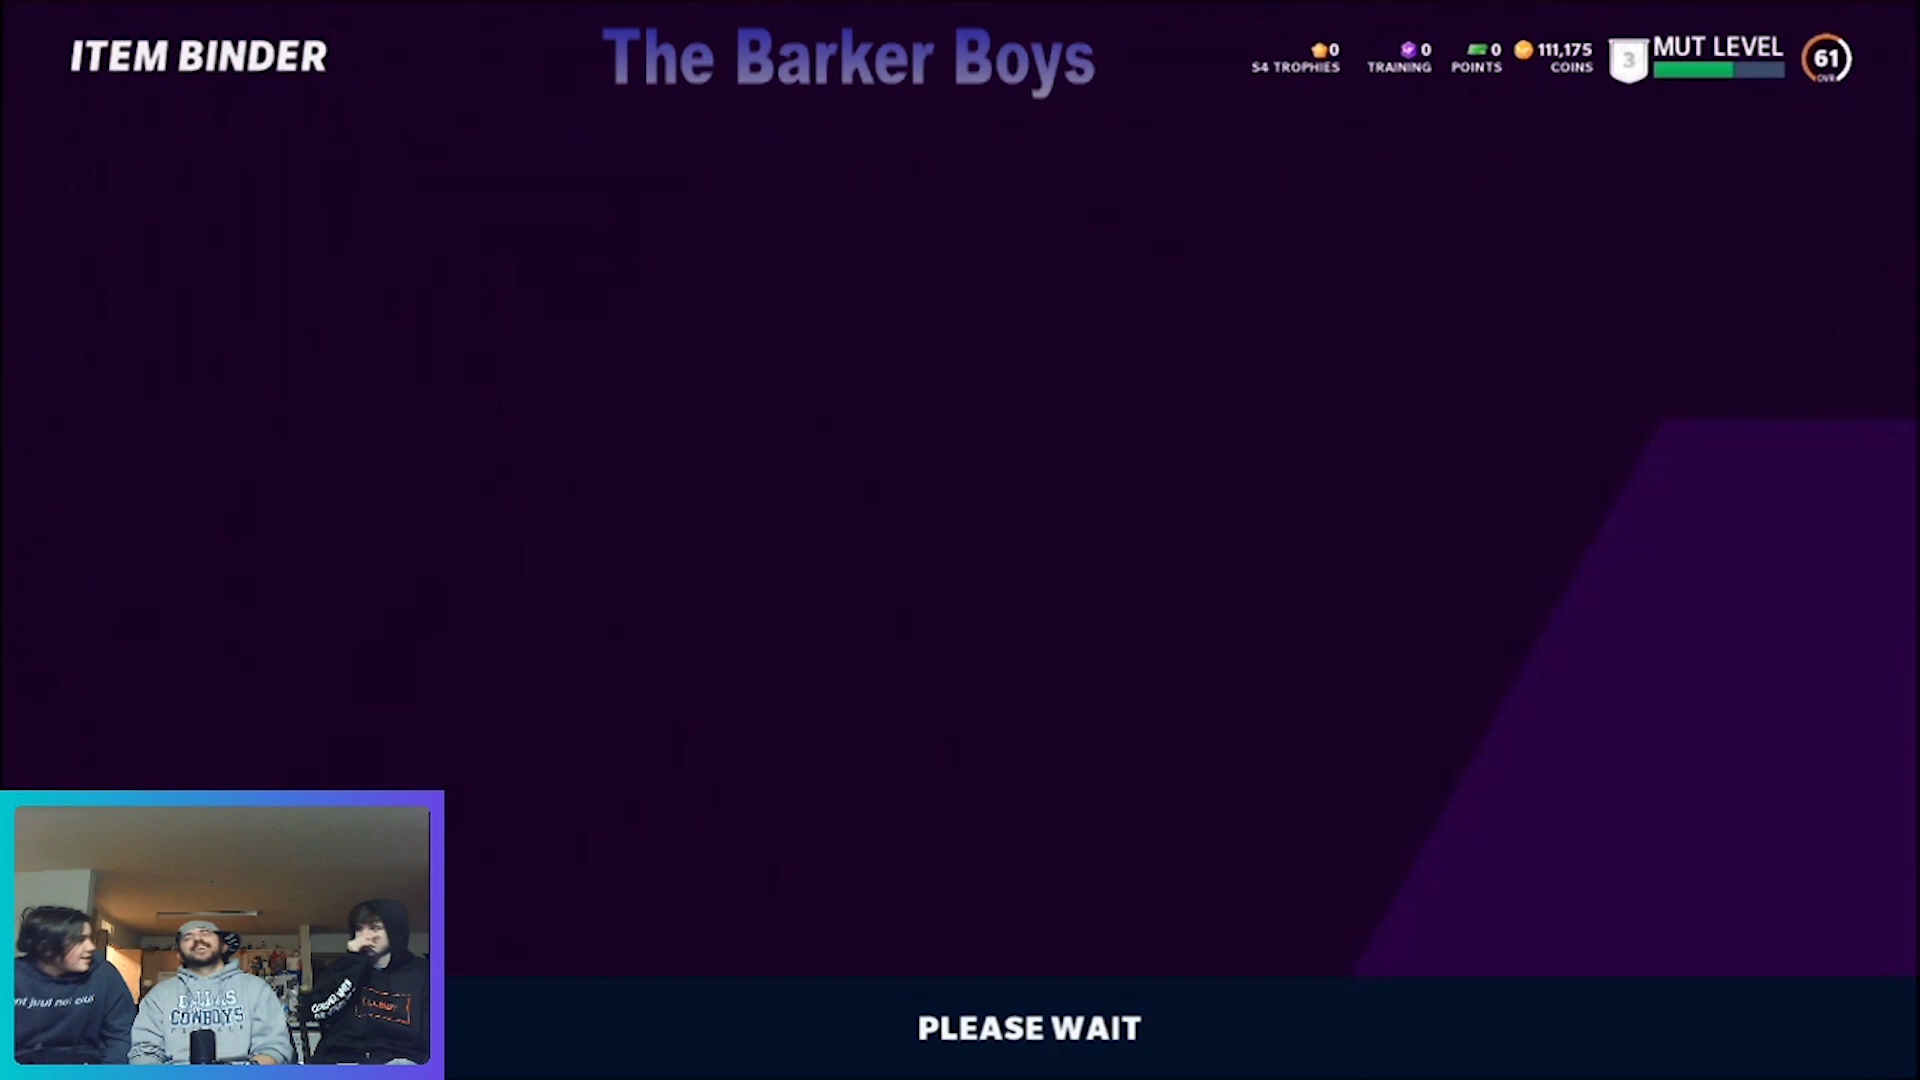 ITEM BINDER
The Barker Boys
0
S4 TROPHIES
0
TRAINING
0
POINTS
111,175
COINS
3
MUT LEVEL
61
OVR
DALLAS
COWBOYS
PLEASE WAIT